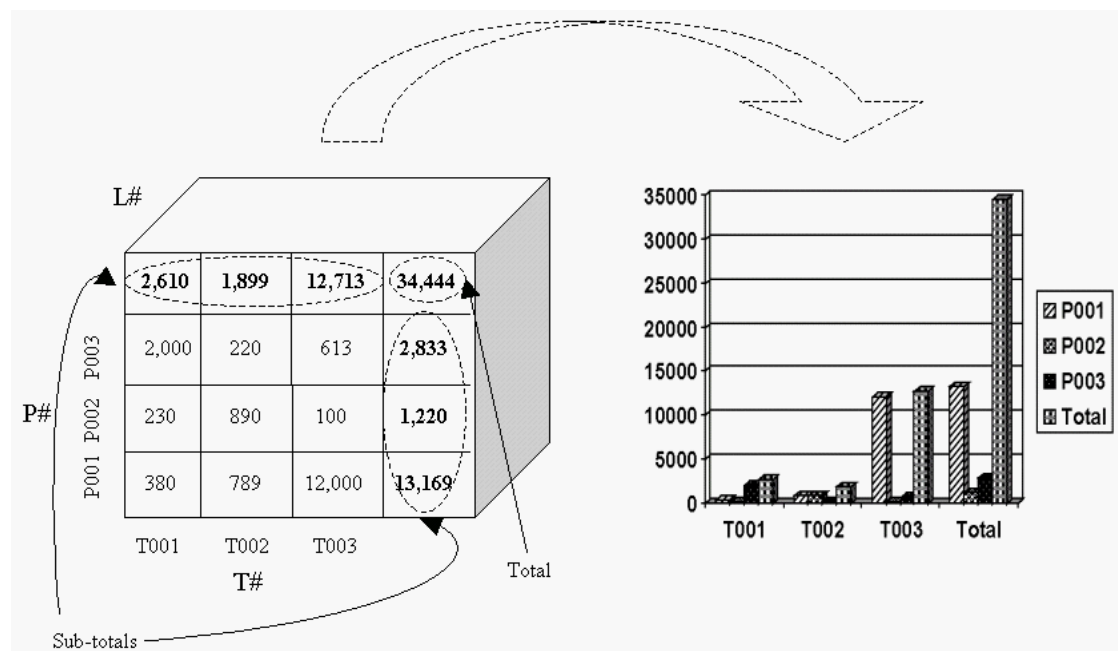 L#
2,610 1,899 12,713 34,444
P003 2,000 220 613 2,833
P# P002 230 890 100 1,220
P001 380 789 12,000 13,169
T001 T002 T003
T#
Total
Sub-totals
35000
30000
25000
20000
15000
10000
5000
0
T001 T002 T003 Total
P001
P002
P003
Total